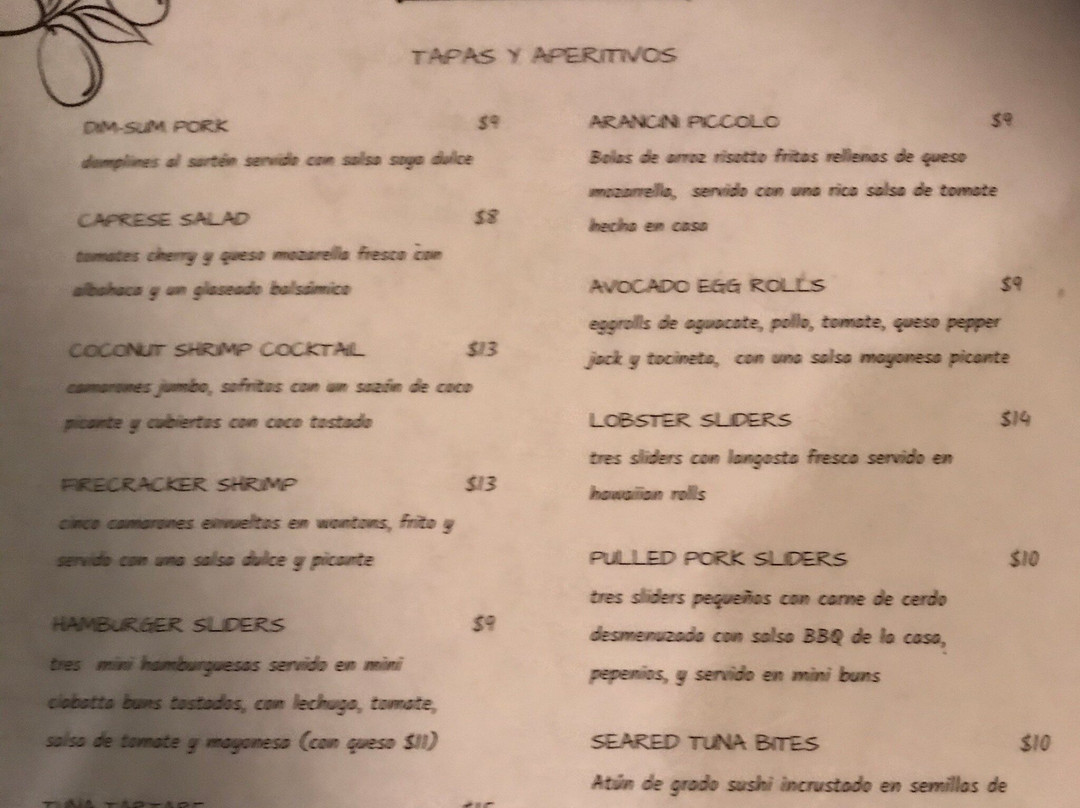 TAPAS Y APERITIVOS
DIM-SUM PORK $9
dumplines al sartén servido con salsa soya dulce
CAPRESE SALAD $8
tomates cherry y queso mozarella fresco con
albahaca y un glaseado balsámico
COCONUT SHRIMP COCKTAIL $13
camarones jumbo, sofritos con un sazón de coco
picante y cubiertos con coco tostado
FIRECRACKER SHRIMP $13
cinco camarones envueltos en wontons, frito y
servido con una salsa dulce y picante
HAMBURGER SLIDERS $9
tres mini hamburguesas servido en mini
ciabatta buns tostados, con lechuga, tomate,
salsa de tomate y mayonesa (con queso $11)
TUNA TARTARE $15
ARANCINI PICCOLO $9
Bolas de arroz risotto fritas rellenas de queso
mozarrella, servido con una rica salsa de tomate
hecha en casa
AVOCADO EGG ROLLS $9
eggrolls de aguacate, pollo, tomate, queso pepper
jack y tocineta, con una salsa mayonesa picante
LOBSTER SLIDERS $14
tres sliders con langosta fresca servido en
hawaiian rolls
PULLED PORK SLIDERS $10
tres sliders pequeños con carne de cerdo
desmenuzada con salsa BBQ de la casa,
pepenios, y servido en mini buns
SEARED TUNA BITES $10
Atún de grado sushi incrustado en semillas de